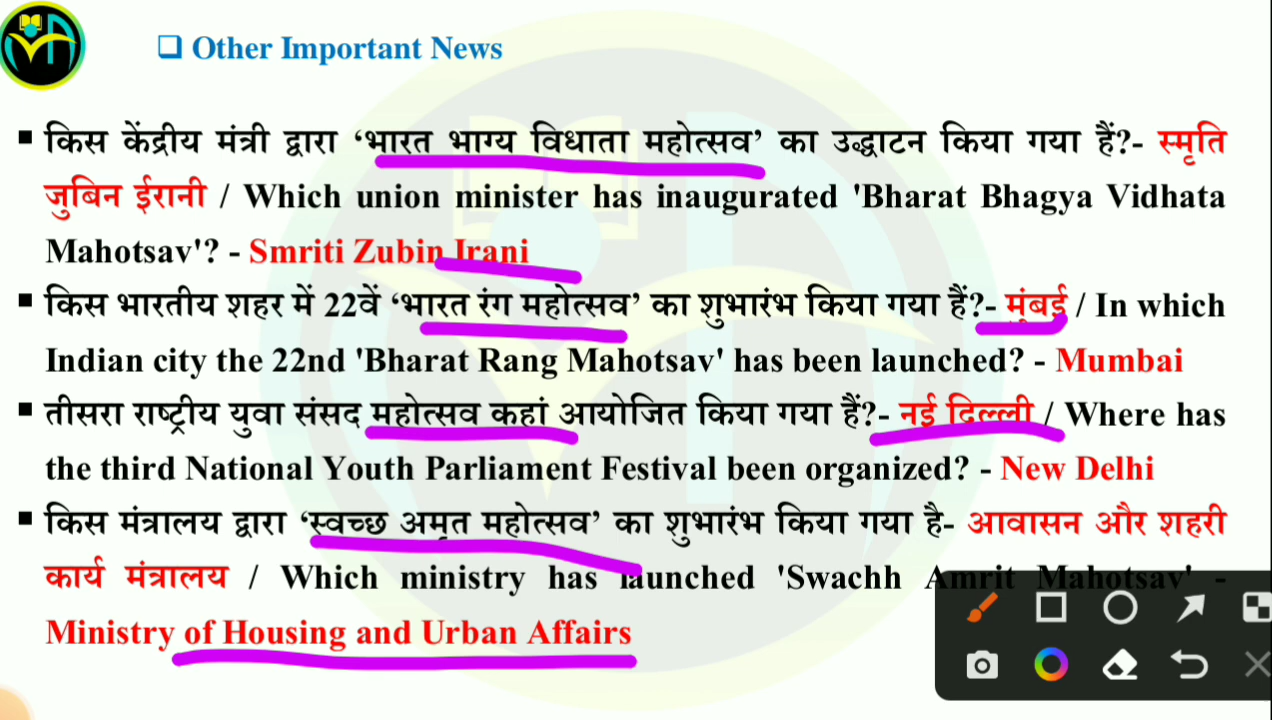 ❑ Other Important News
▪ किस केंद्रीय मंत्री द्वारा ‘भारत भाग्य विधाता महोत्सव’ का उद्घाटन किया गया हैं?- स्मृति
जुबिन ईरानी / Which union minister has inaugurated 'Bharat Bhagya Vidhata
Mahotsav'? - Smriti Zubin Irani
▪ किस भारतीय शहर में 22वें ‘भारत रंग महोत्सव’ का शुभारंभ किया गया हैं?- मुंबई / In which
Indian city the 22nd 'Bharat Rang Mahotsav' has been launched? - Mumbai
▪ तीसरा राष्ट्रीय युवा संसद महोत्सव कहां आयोजित किया गया हैं?- नई दिल्ली / Where has
the third National Youth Parliament Festival been organized? - New Delhi
▪ किस मंत्रालय द्वारा ‘स्वच्छ अमृत महोत्सव’ का शुभारंभ किया गया है- आवासन और शहरी
कार्य मंत्रालय / Which ministry has launched 'Swachh Amrit Mahotsav' -
Ministry of Housing and Urban Affairs